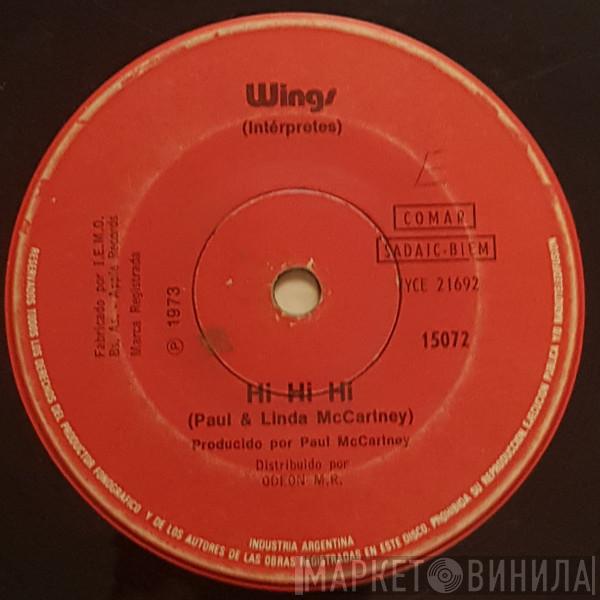 Wings
(Intérpretes)
E
COMAR
SADAIC-BIEM
YCE 21692
15072
Fabricado por I.E.M.O.
Bs. As. - Apple Records
Marca Registrada
Ⓟ 1973
Hi Hi Hi
(Paul & Linda McCartney)
Producido por Paul McCartney
Distribuido por
ODEON M.R.
INDUSTRIA ARGENTINA
RESERVADOS TODOS LOS DERECHOS DEL PRODUCTOR FONOGRAFICO Y DE LOS AUTORES DE LAS OBRAS REGISTRADAS EN ESTE DISCO. PROHIBIDA SU REPRODUCCION, EJECUCION PUBLICA Y/O
МАРКЕТ ВИНИЛА